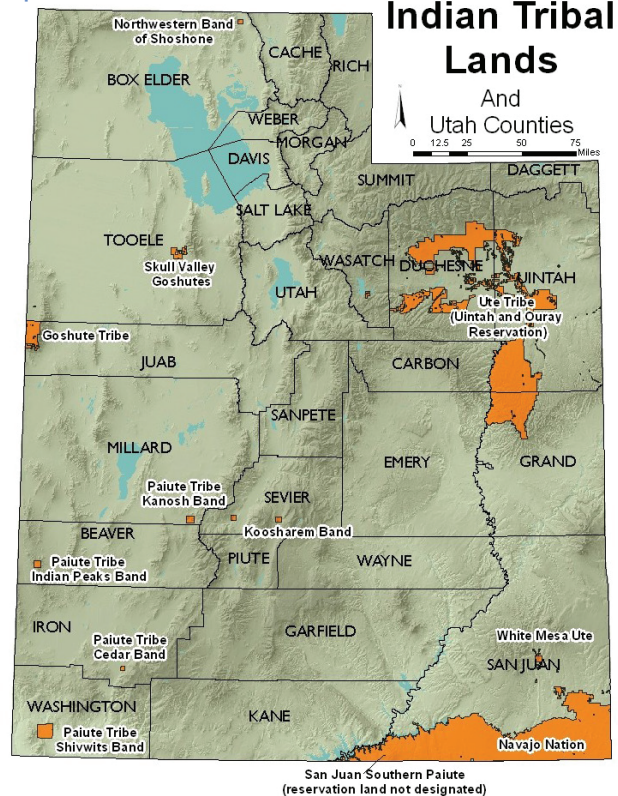 Indian Tribal
Lands
And
Utah Counties
0 12.5 25 50 75
Miles
Northwestern Band
of Shoshone
CACHE
RICH
BOX ELDER
WEBER
MORGAN
DAVIS
DAGGETT
SUMMIT
SALT LAKE
TOOELE
WASATCH
DUCHESNE
UINTAH
Skull Valley
Goshutes
UTAH
Ute Tribe
(Uintah and Ouray
Reservation)
Goshute Tribe
JUAB
CARBON
SANPETE
MILLARD
EMERY
GRAND
Paiute Tribe
Kanosh Band
SEVIER
BEAVER
Koosharem Band
Paiute Tribe
Indian Peaks Band
PIUTE
WAYNE
IRON
GARFIELD
Paiute Tribe
Cedar Band
White Mesa Ute
SAN JUAN
WASHINGTON
KANE
Paiute Tribe
Shivwits Band
Navajo Nation
San Juan Southern Paiute
(reservation land not designated)